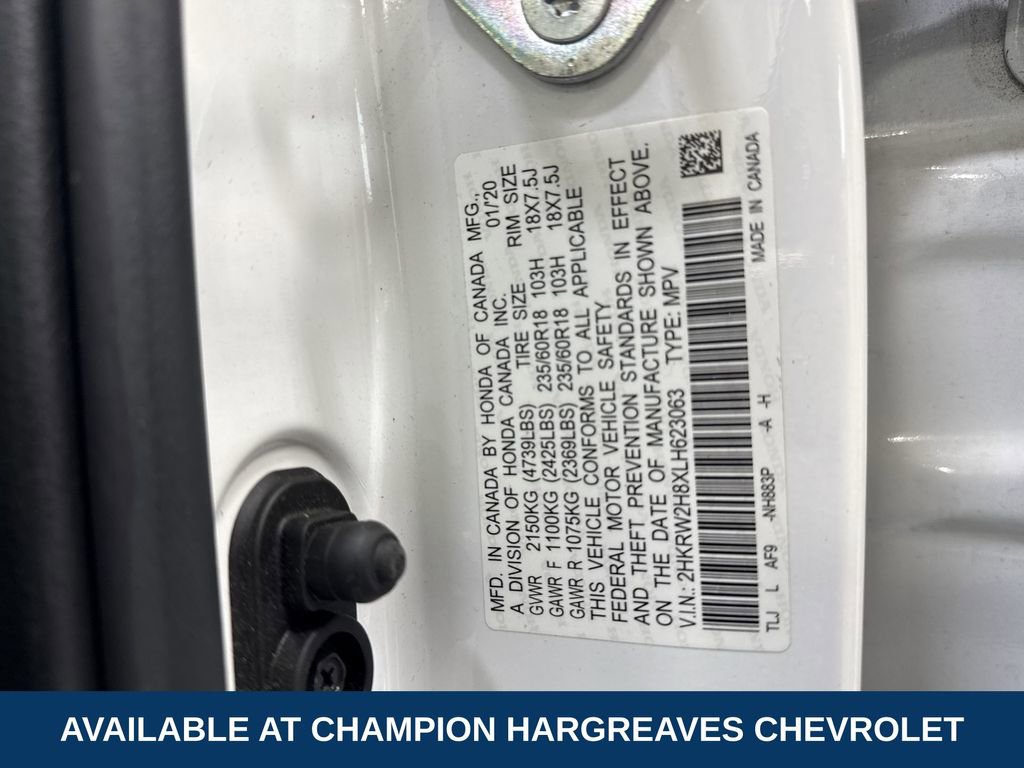 MFD. IN CANADA BY HONDA OF CANADA MFG.,
A DIVISION OF HONDA CANADA INC. 01/'20
GVWR 2150KG (4739LBS) TIRE SIZE RIM SIZE
GAWR F 1100KG (2425LBS) 235/60R18 103H 18X7.5J
GAWR R 1075KG (2369LBS) 235/60R18 103H 18X7.5J
THIS VEHICLE CONFORMS TO ALL APPLICABLE
FEDERAL MOTOR VEHICLE SAFETY
AND THEFT PREVENTION STANDARDS IN EFFECT
ON THE DATE OF MANUFACTURE SHOWN ABOVE.
V.I.N.: 2HKRW2H8XLH623063 TYPE: MPV
TLJ L AF9 -NH883P -A -H MADE IN CANADA
AVAILABLE AT CHAMPION HARGREAVES CHEVROLET